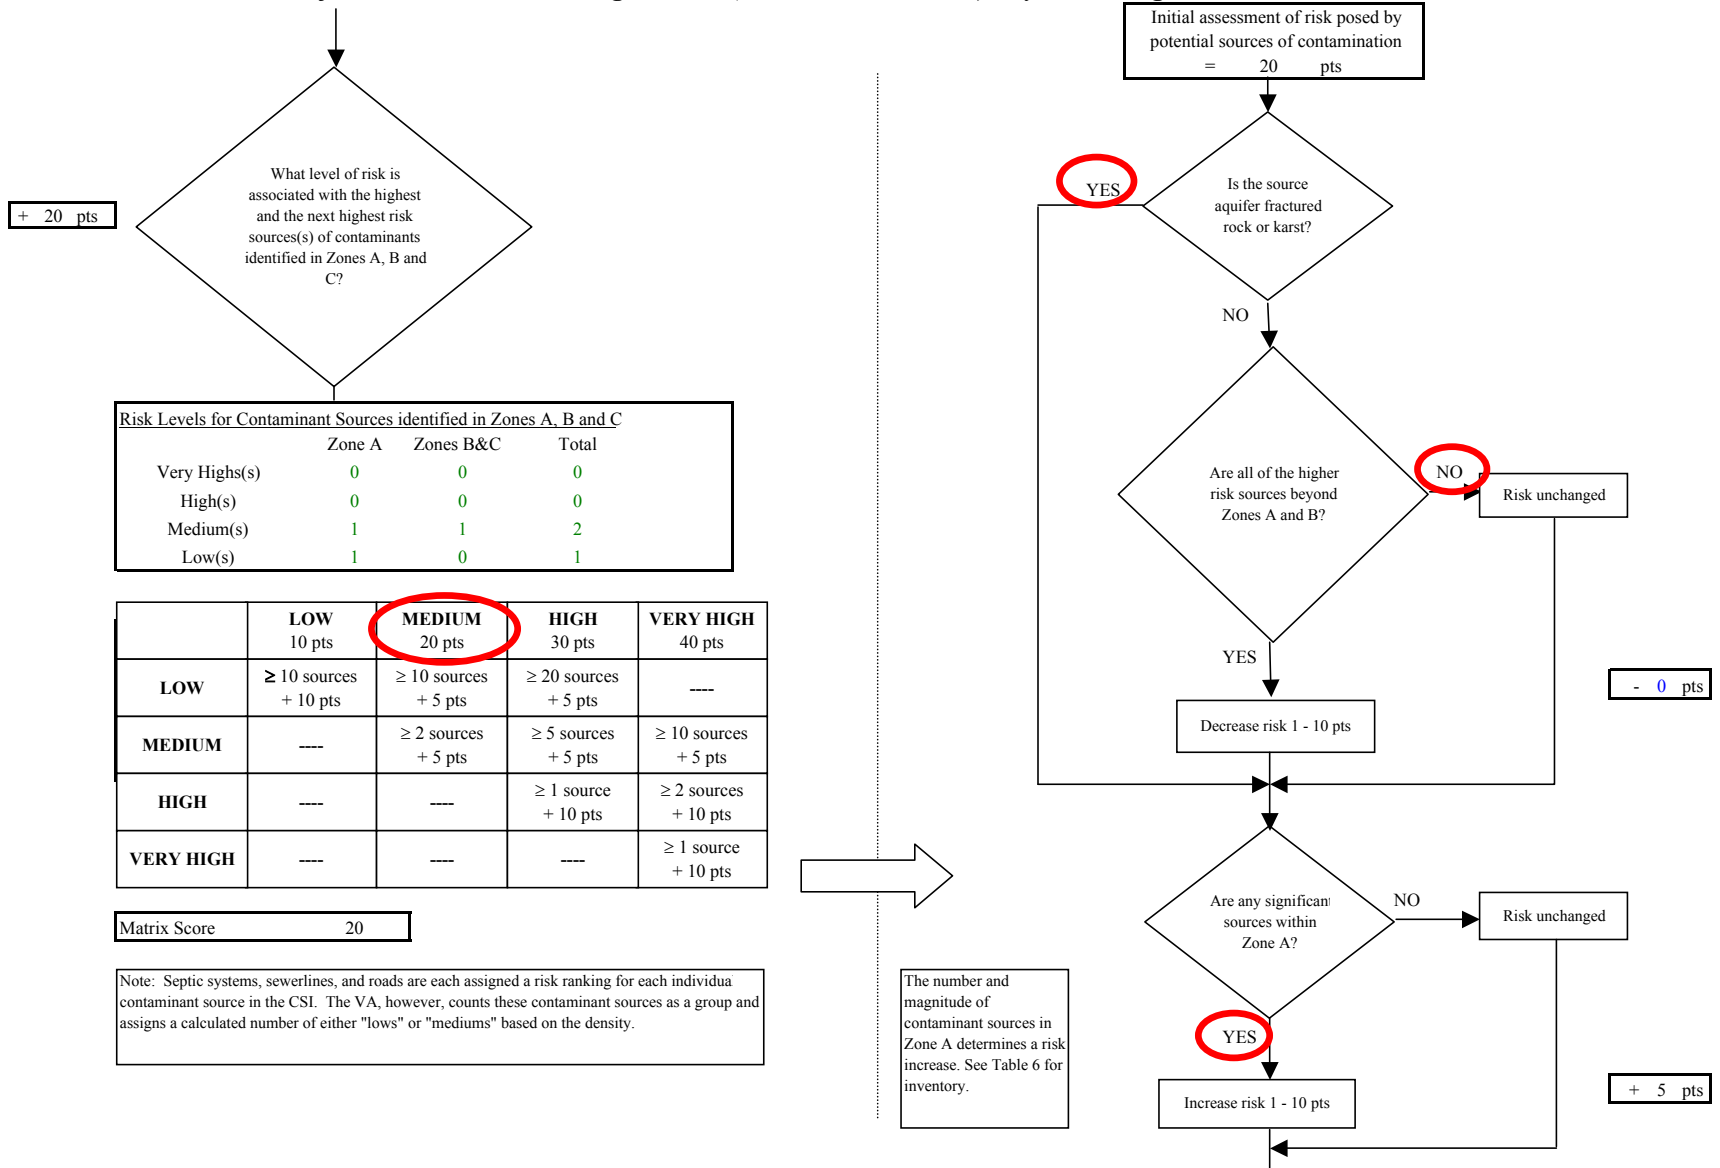 What level of risk is
associated with the highest
and the next highest risk
sources(s) of contaminants
identified in Zones A, B and
C?
+ 20 pts
Risk Levels for Contaminant Sources identified in Zones A, B and C
Zone A Zones B&C Total
Very Highs(s) 0 0 0
High(s) 0 0 0
Medium(s) 1 1 2
Low(s) 1 0 1
LOW MEDIUM HIGH VERY HIGH
10 pts 20 pts 30 pts 40 pts
LOW ≥ 10 sources ≥ 10 sources ≥ 20 sources ----
+ 10 pts + 5 pts + 5 pts
MEDIUM ---- ≥ 2 sources ≥ 5 sources ≥ 10 sources
+ 5 pts + 5 pts + 5 pts
HIGH ---- ---- ≥ 1 source ≥ 2 sources
+ 10 pts + 10 pts
VERY HIGH ---- ---- ---- ≥ 1 source
+ 10 pts
Matrix Score 20
Note: Septic systems, sewerlines, and roads are each assigned a risk ranking for each individua
contaminant source in the CSI. The VA, however, counts these contaminant sources as a group and
assigns a calculated number of either "lows" or "mediums" based on the density.
Initial assessment of risk posed by
potential sources of contamination
= 20 pts
YES
Is the source
aquifer fractured
rock or karst?
NO
Are all of the higher
risk sources beyond
Zones A and B?
NO
Risk unchanged
YES
- 0 pts
Decrease risk 1 - 10 pts
Are any significant
sources within
Zone A?
NO
Risk unchanged
The number and
magnitude of
contaminant sources in
Zone A determines a risk
increase. See Table 6 for
inventory.
YES
Increase risk 1 - 10 pts
+ 5 pts